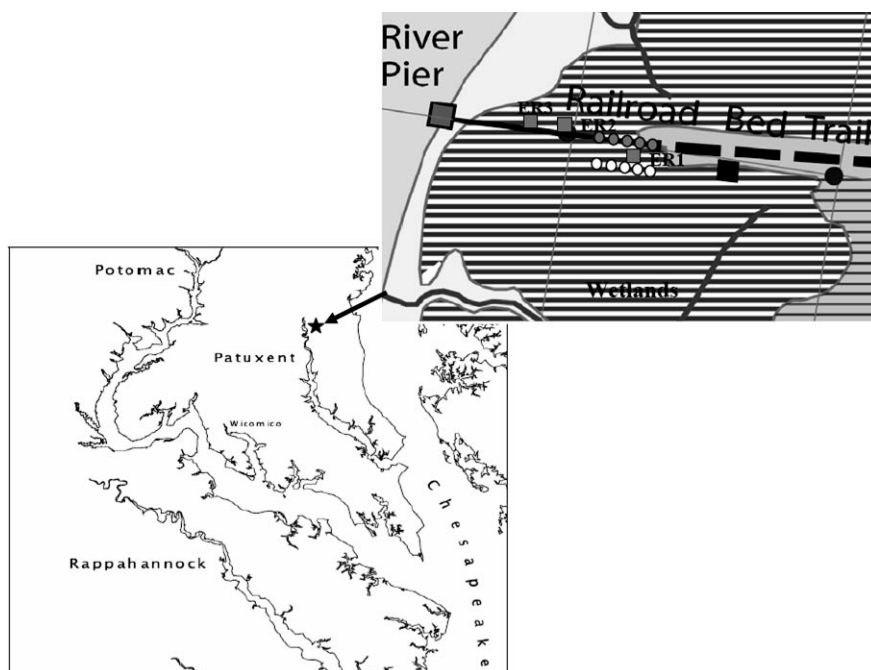 River
Pier
ER3
Railroad Bed Trail
ER2
ER1
Wetlands
Potomac
Patuxent
Wicomico
Chesapeake
Rappahannock